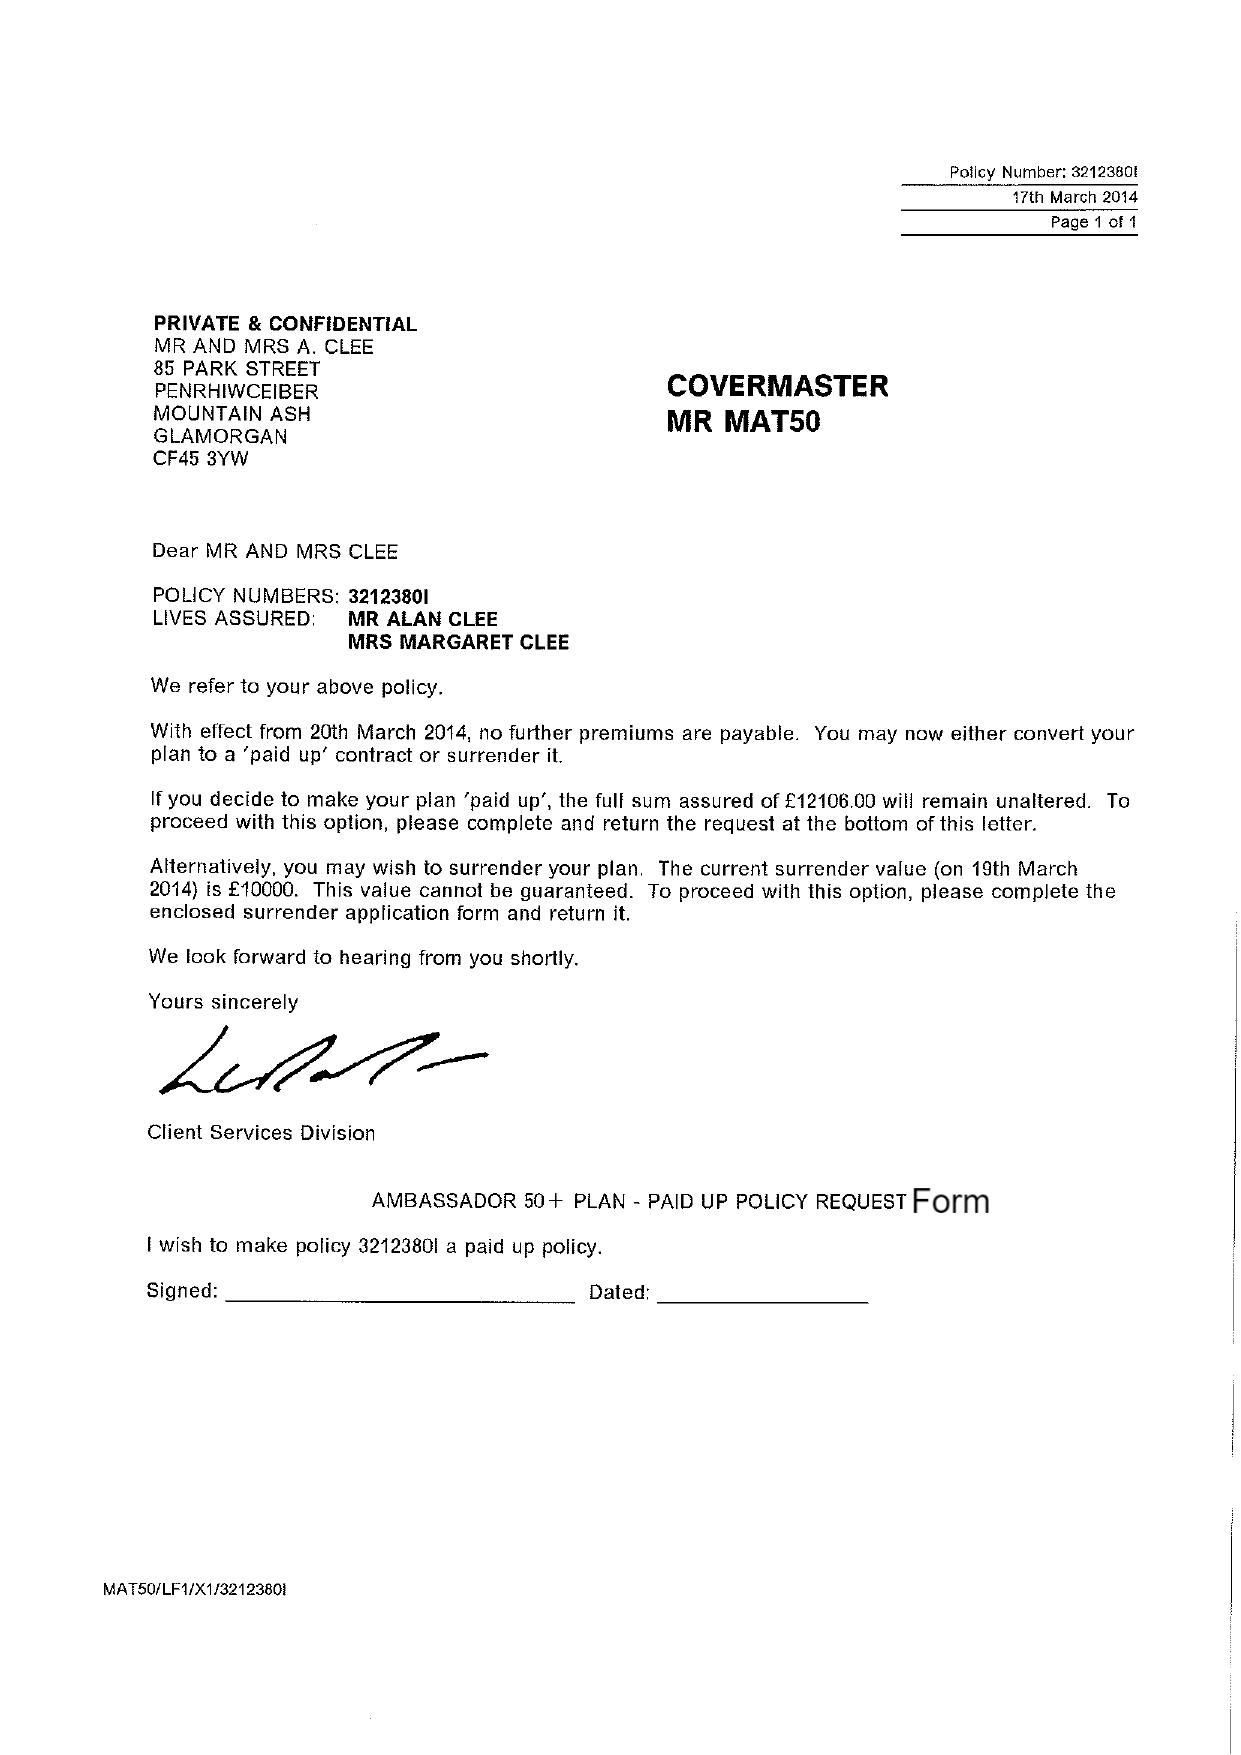 Policy Number: 3212380I
17th March 2014
Page 1 of 1
PRIVATE & CONFIDENTIAL
MR AND MRS A. CLEE
85 PARK STREET
PENRHIWCEIBER
MOUNTAIN ASH
GLAMORGAN
CF45 3YW
COVERMASTER
MR MAT50
Dear MR AND MRS CLEE
POLICY NUMBERS: 3212380I
LIVES ASSURED: MR ALAN CLEE
MRS MARGARET CLEE
We refer to your above policy.
With effect from 20th March 2014, no further premiums are payable. You may now either convert your
plan to a 'paid up' contract or surrender it.
If you decide to make your plan 'paid up', the full sum assured of £12106.00 will remain unaltered. To
proceed with this option, please complete and return the request at the bottom of this letter.
Alternatively, you may wish to surrender your plan. The current surrender value (on 19th March
2014) is £10000. This value cannot be guaranteed. To proceed with this option, please complete the
enclosed surrender application form and return it.
We look forward to hearing from you shortly.
Yours sincerely
Client Services Division
AMBASSADOR 50+ PLAN - PAID UP POLICY REQUEST Form
I wish to make policy 3212380I a paid up policy.
Signed: Dated:
MAT50/LF1/X1/3212380I